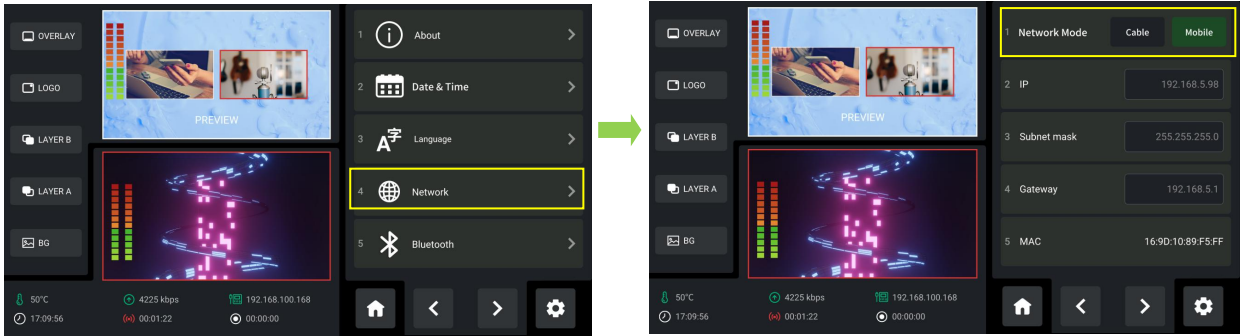 OVERLAY
LOGO
LAYER B
LAYER A
BG
PREVIEW
1 About
2 Date & Time
3 A字 Language
4 Network
5 Bluetooth
50°C 4225 kbps 192.168.100.168
17:09:56 00:01:22 00:00:00
OVERLAY
LOGO
LAYER B
LAYER A
BG
PREVIEW
1 Network Mode Cable Mobile
2 IP 192.168.5.98
3 Subnet mask 255.255.255.0
4 Gateway 192.168.5.1
5 MAC 16:9D:10:89:F5:FF
50°C 4225 kbps 192.168.100.168
17:09:56 00:01:22 00:00:00